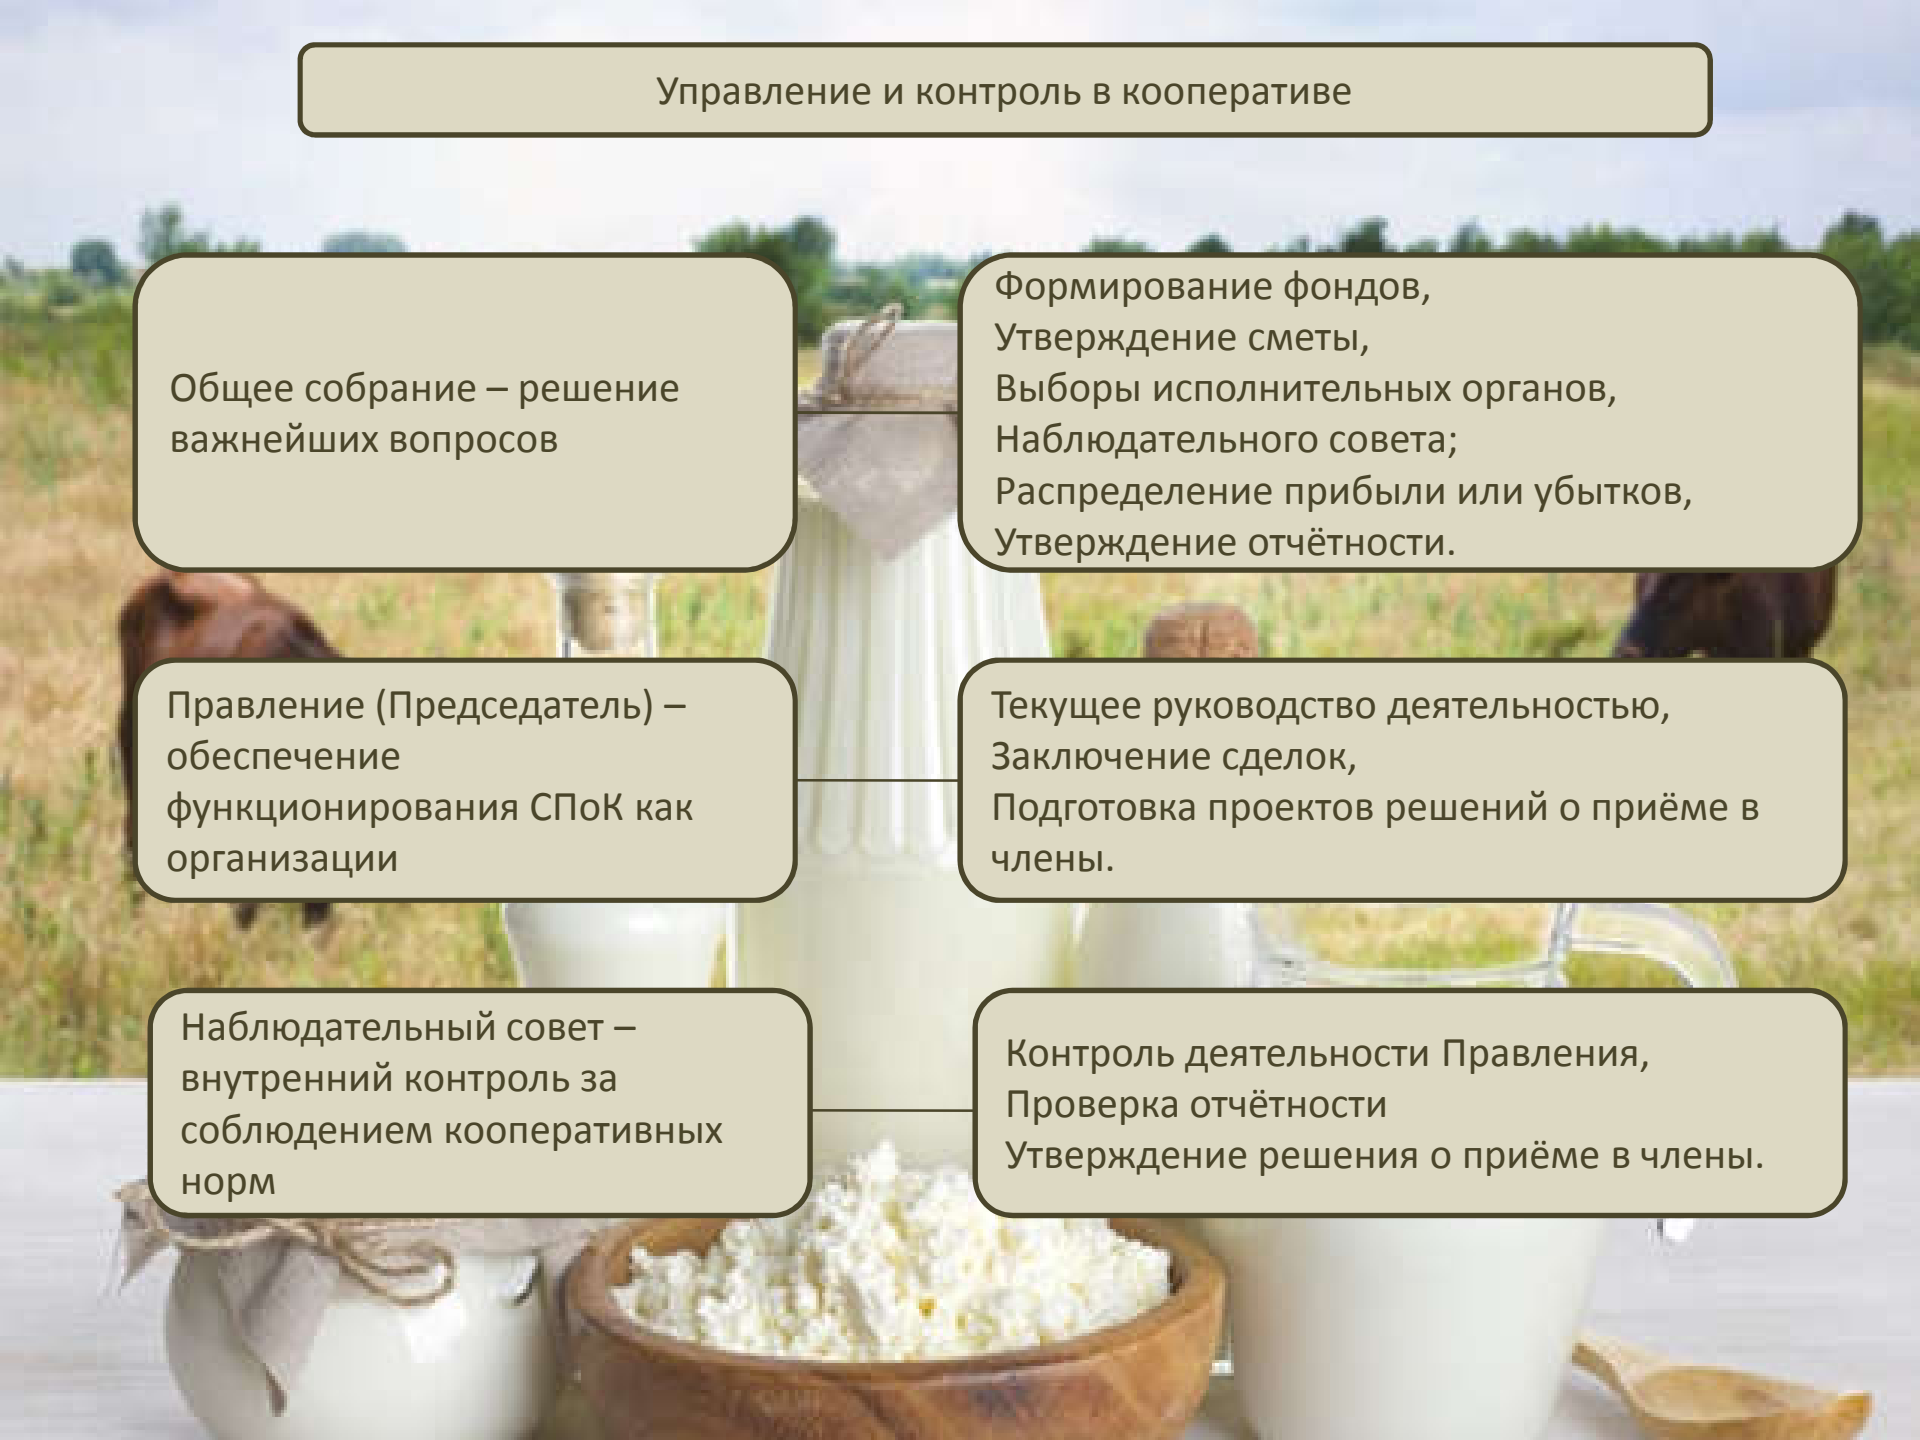 Управление и контроль в кооперативе
Общее собрание – решение
важнейших вопросов
Формирование фондов,
Утверждение сметы,
Выборы исполнительных органов,
Наблюдательного совета;
Распределение прибыли или убытков,
Утверждение отчётности.
Правление (Председатель) –
обеспечение
функционирования СПоК как
организации
Текущее руководство деятельностью,
Заключение сделок,
Подготовка проектов решений о приёме в
члены.
Наблюдательный совет –
внутренний контроль за
соблюдением кооперативных
норм
Контроль деятельности Правления,
Проверка отчётности
Утверждение решения о приёме в члены.